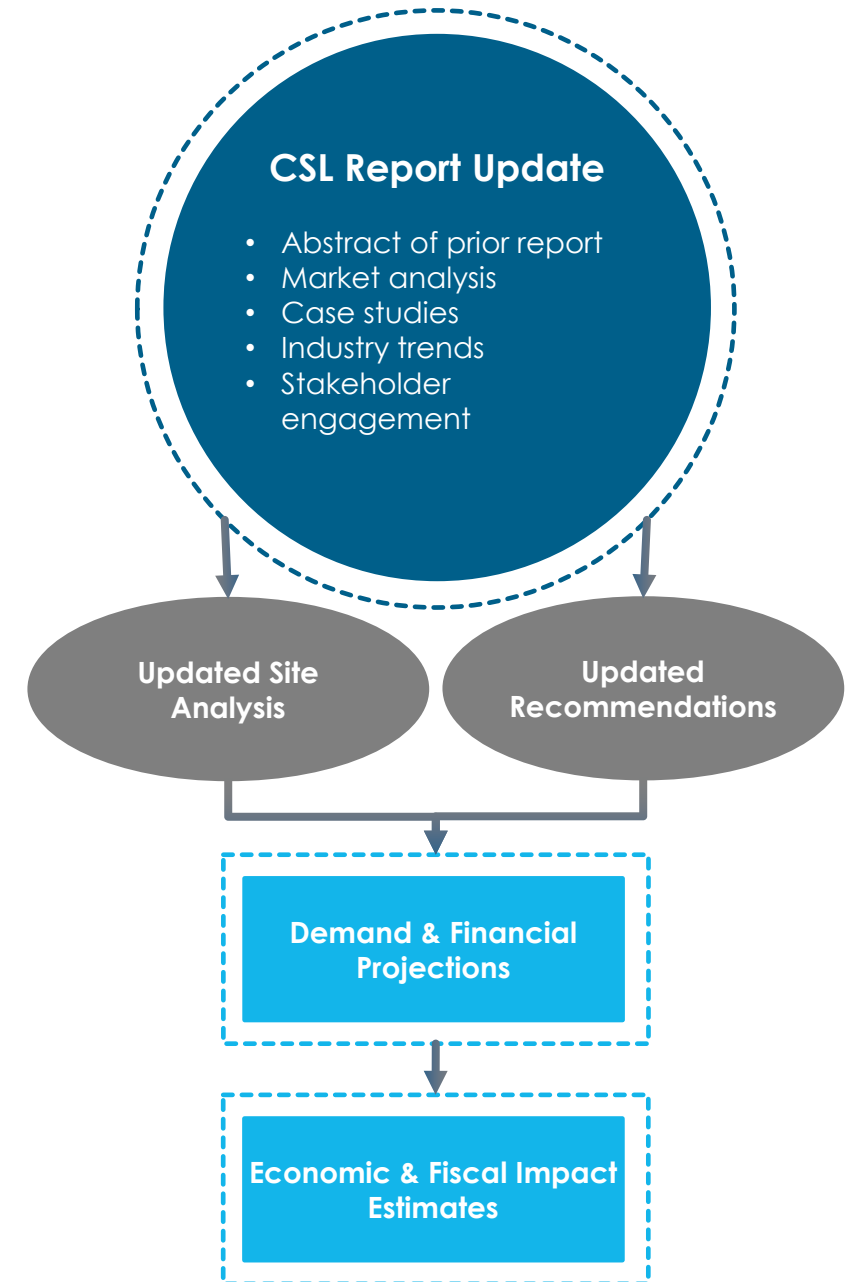 CSL Report Update
• Abstract of prior report
• Market analysis
• Case studies
• Industry trends
• Stakeholder
engagement
Updated Site
Analysis
Updated
Recommendations
Demand & Financial
Projections
Economic & Fiscal Impact
Estimates